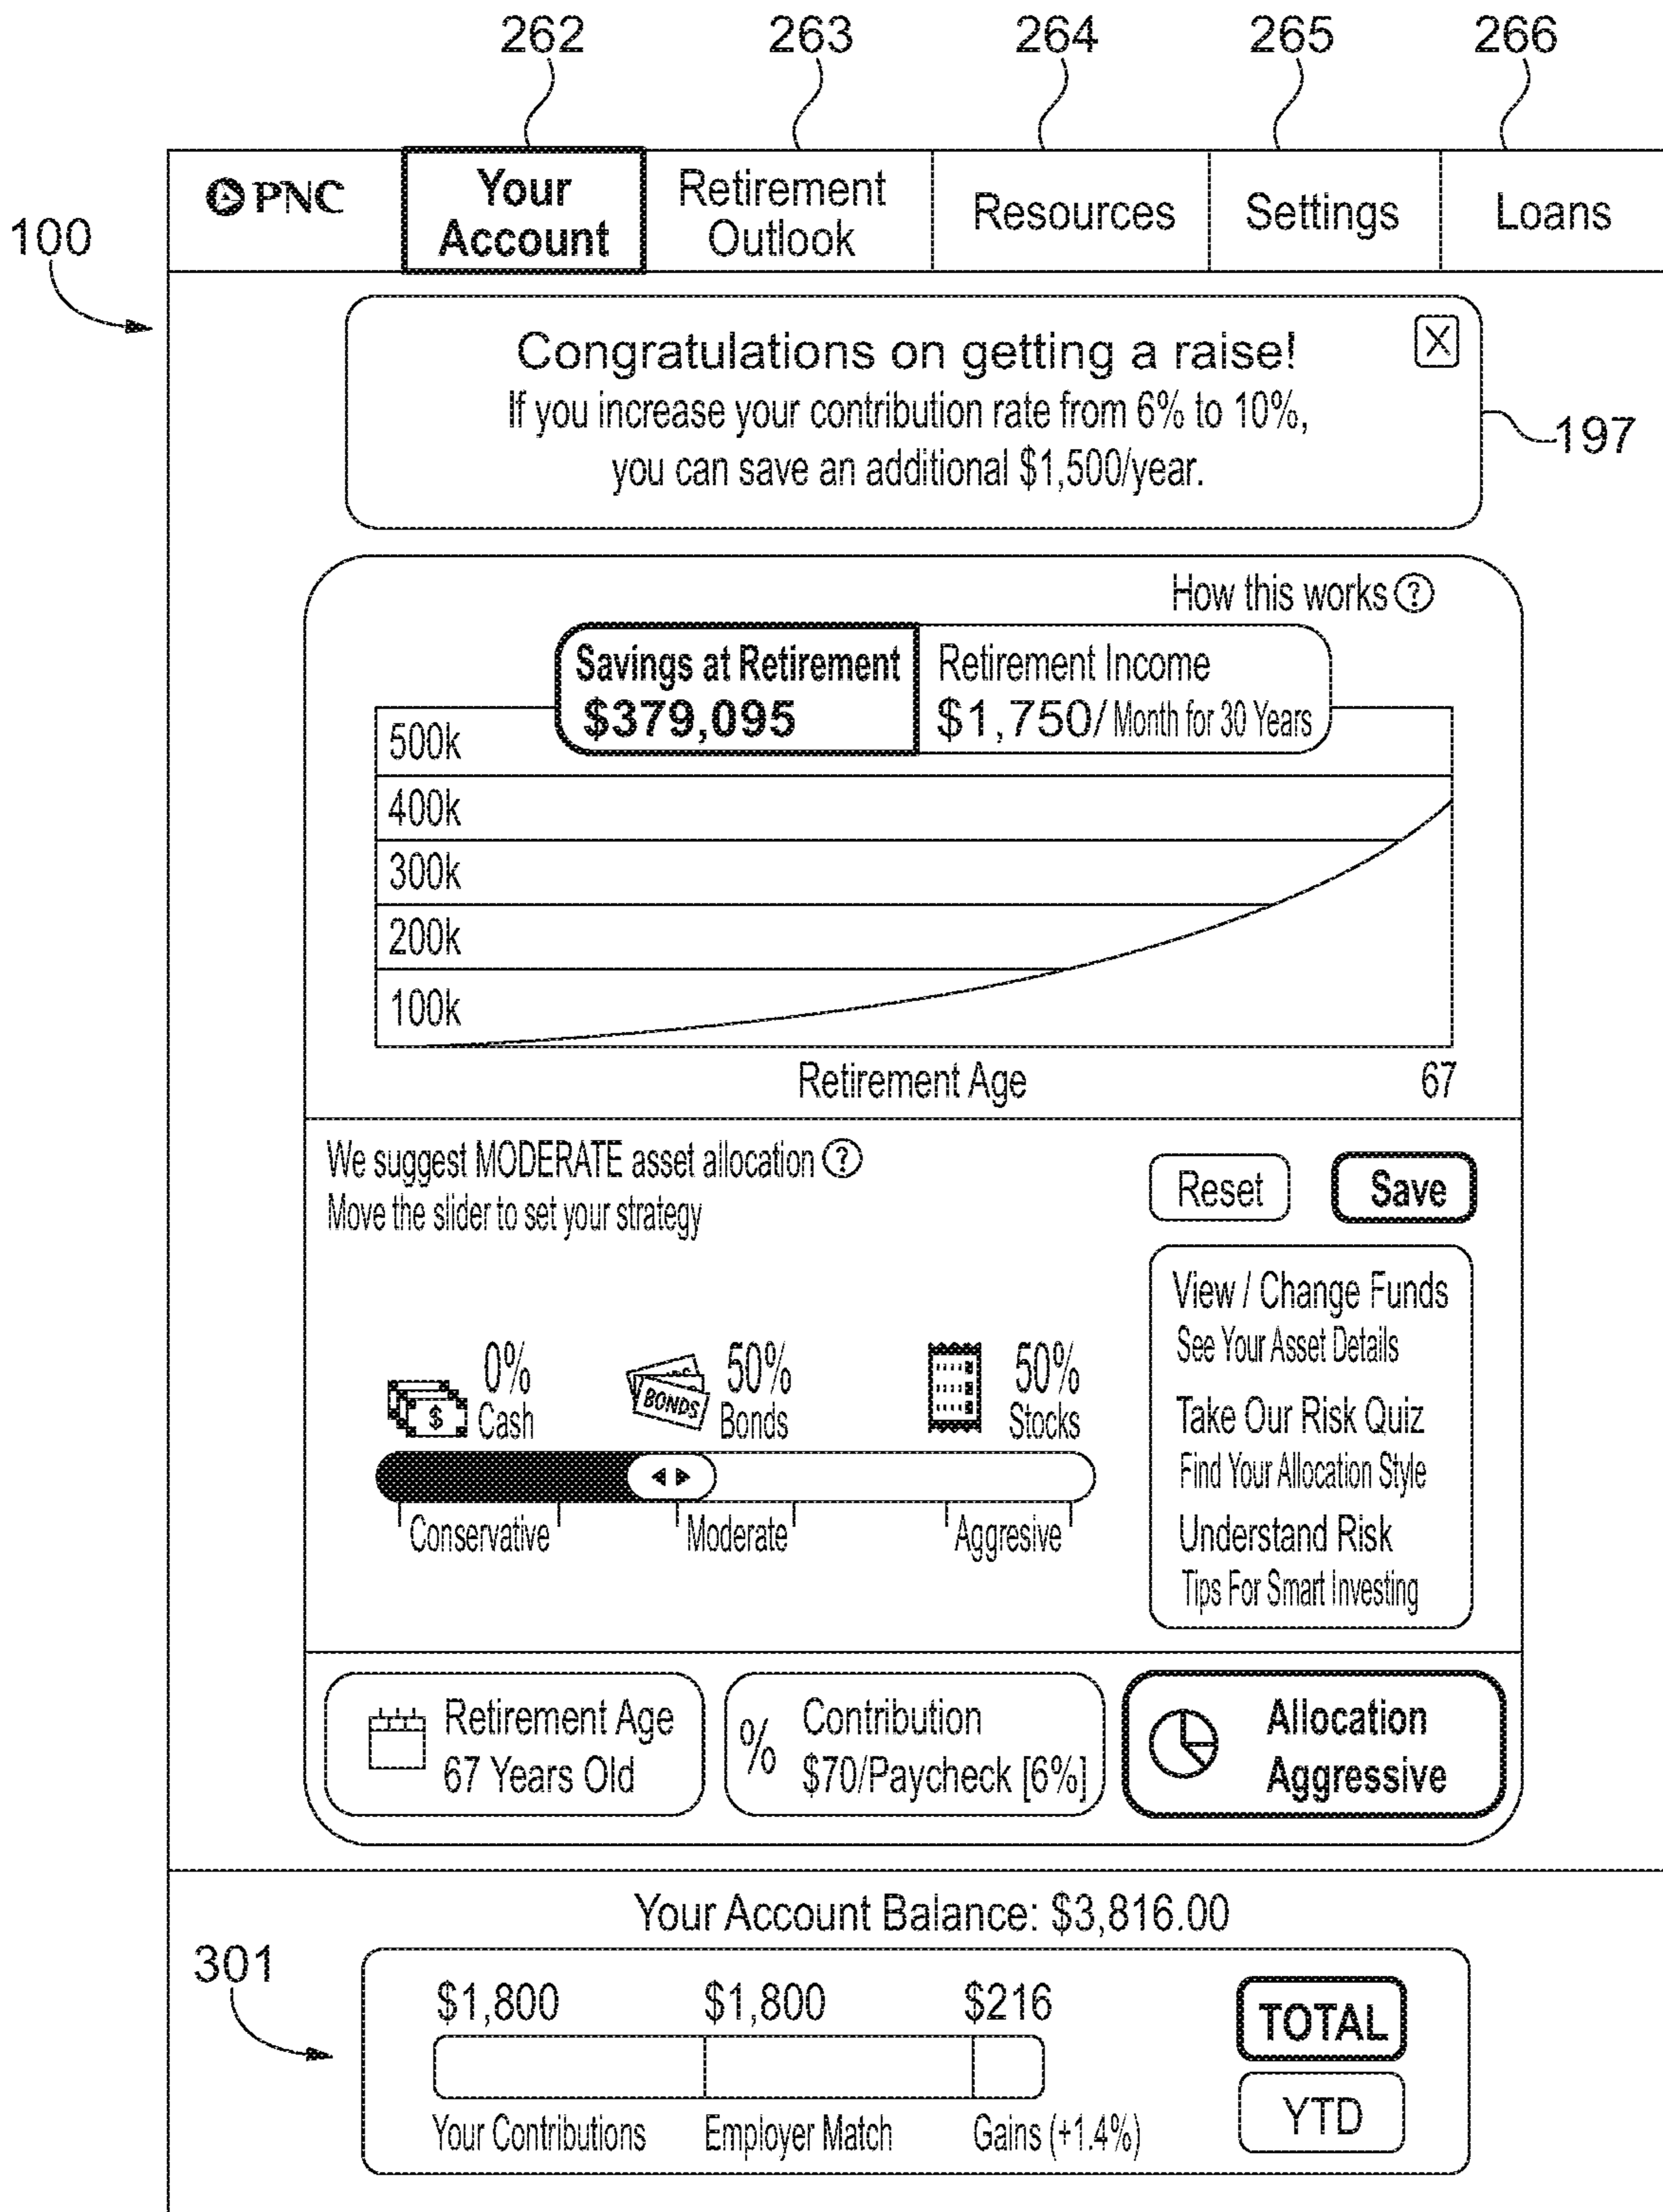 262
263
264
265
266
PNC
Your
Account
Retirement
Outlook
Resources
Settings
Loans
100
Congratulations on getting a raise!
X
If you increase your contribution rate from 6% to 10%,
you can save an additional $1,500/year.
197
How this works ?
Savings at Retirement
$379,095
Retirement Income
$1,750/ Month for 30 Years
500k
400k
300k
200k
100k
Retirement Age
67
We suggest MODERATE asset allocation ?
Move the slider to set your strategy
Reset
Save
View / Change Funds
See Your Asset Details
Take Our Risk Quiz
Find Your Allocation Style
Understand Risk
Tips For Smart Investing
0%
Cash
$
BONDS
50%
Bonds
50%
Stocks
Conservative
Moderate
Aggresive
Retirement Age
67 Years Old
%
Contribution
$70/Paycheck [6%]
Allocation
Aggressive
Your Account Balance: $3,816.00
301
$1,800
$1,800
$216
Your Contributions
Employer Match
Gains (+1.4%)
TOTAL
YTD